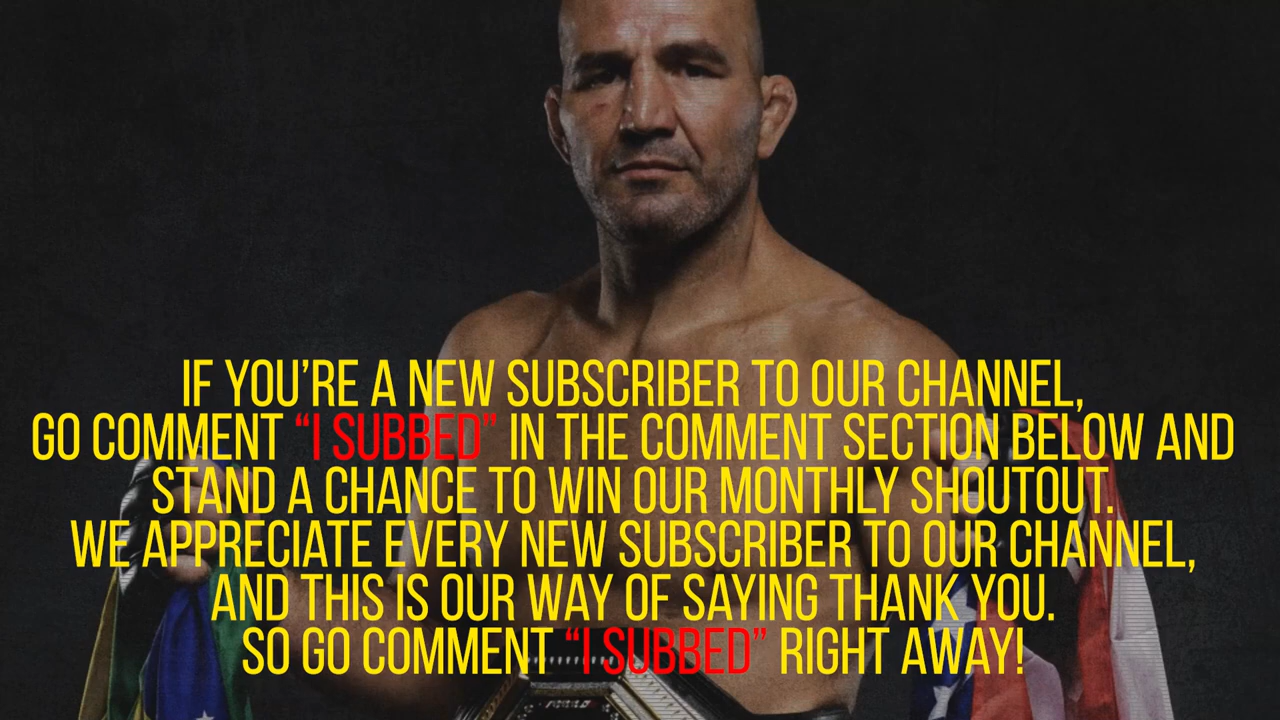 IF YOU’RE A NEW SUBSCRIBER TO OUR CHANNEL,
GO COMMENT “I SUBBED” IN THE COMMENT SECTION BELOW AND
STAND A CHANCE TO WIN OUR MONTHLY SHOUTOUT.
WE APPRECIATE EVERY NEW SUBSCRIBER TO OUR CHANNEL,
AND THIS IS OUR WAY OF SAYING THANK YOU.
SO GO COMMENT “I SUBBED” RIGHT AWAY!